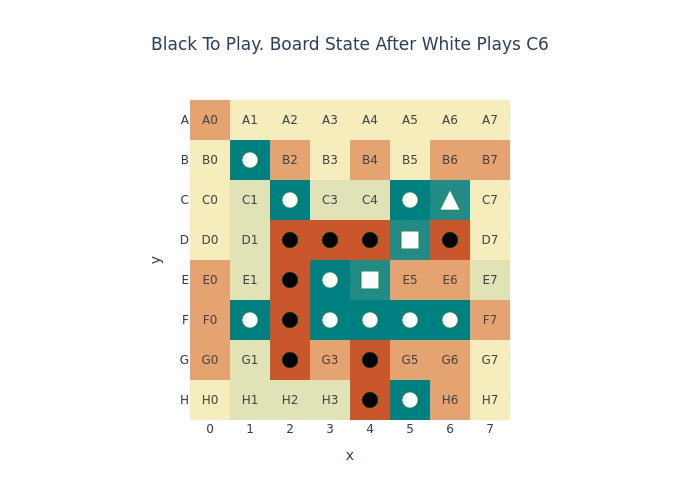 Black To Play. Board State After White Plays C6
A A0 A1 A2 A3 A4 A5 A6 A7
B B0 B2 B3 B4 B5 B6 B7
C C0 C1 C3 C4 C7
D D0 D1 D7
E E0 E1 E5 E6 E7
F F0 F7
G G0 G1 G3 G5 G6 G7
H H0 H1 H2 H3 H6 H7
0 1 2 3 4 5 6 7
x
y